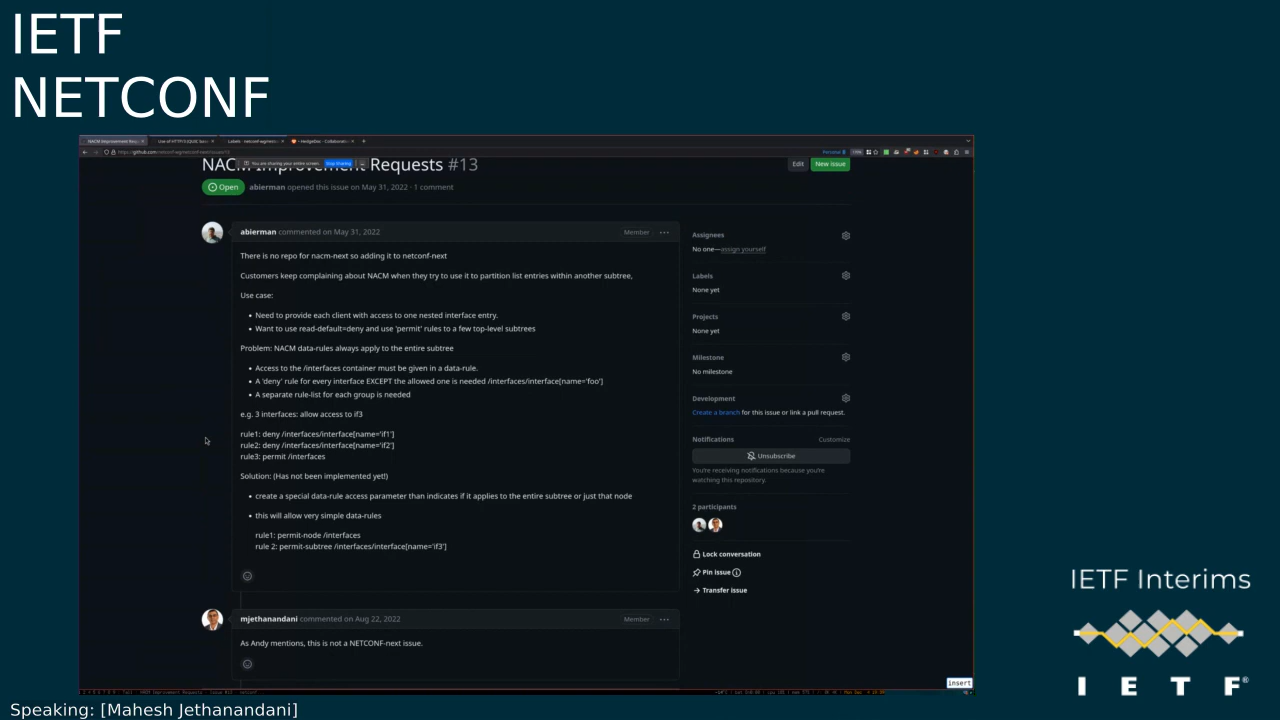 IETF
NETCONF
NACM Improvement Requests #13
You are sharing your entire screen
Stop Sharing
Edit
New issue
Open
abierman opened this issue on May 31, 2022 · 1 comment
abierman commented on May 31, 2022
Member
There is no repo for nacm-next so adding it to netconf-next
Customers keep complaining about NACM when they try to use it to partition list entries within another subtree,
Use case:
• Need to provide each client with access to one nested interface entry.
• Want to use read-default=deny and use 'permit' rules to a few top-level subtrees
Problem: NACM data-rules always apply to the entire subtree
• Access to the /interfaces container must be given in a data-rule.
• A 'deny' rule for every interface EXCEPT the allowed one is needed /interfaces/interface[name='foo']
• A separate rule-list for each group is needed
e.g. 3 interfaces: allow access to if3
rule1: deny /interfaces/interface[name='if1']
rule2: deny /interfaces/interface[name='if2']
rule3: permit /interfaces
Solution: (Has not been implemented yet!)
• create a special data-rule access parameter than indicates if it applies to the entire subtree or just that node
• this will allow very simple data-rules
rule1: permit-node /interfaces
rule 2: permit-subtree /interfaces/interface[name='if3']
mjethanandani commented on Aug 22, 2022
Member
As Andy mentions, this is not a NETCONF-next issue.
Assignees
No one—assign yourself
Labels
None yet
Projects
None yet
Milestone
No milestone
Development
Create a branch for this issue or link a pull request.
Notifications
Customize
Unsubscribe
You're receiving notifications because you're
watching this repository.
2 participants
Lock conversation
Pin issue
Transfer issue
insert
IETF Interims
I E T F®
Speaking: [Mahesh Jethanandani]